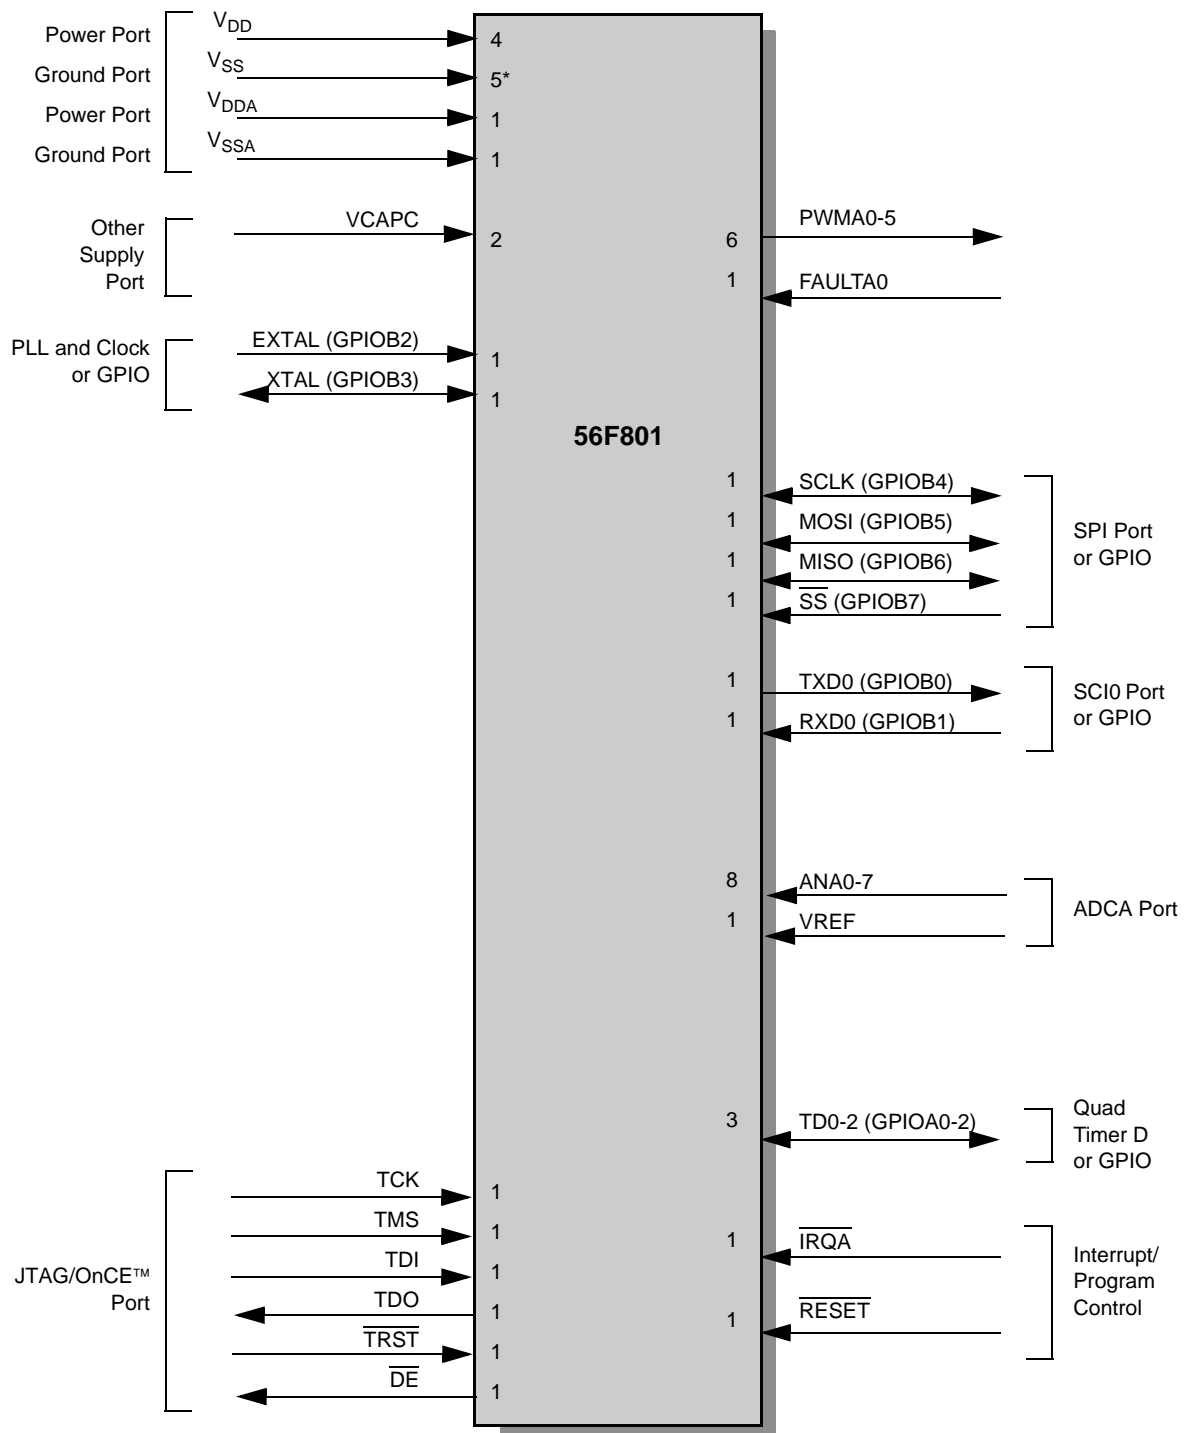 Power Port VDD 4
Ground Port VSS 5*
Power Port VDDA 1
Ground Port VSSA 1
Other
Supply
Port
VCAPC 2
PLL and Clock
or GPIO
EXTAL (GPIOB2) 1
XTAL (GPIOB3) 1
56F801
6 PWMA0-5
1 FAULTA0
1 SCLK (GPIOB4)
1 MOSI (GPIOB5)
1 MISO (GPIOB6)
1 SS (GPIOB7)
SPI Port
or GPIO
1 TXD0 (GPIOB0)
1 RXD0 (GPIOB1)
SCI0 Port
or GPIO
8 ANA0-7
1 VREF
ADCA Port
3 TD0-2 (GPIOA0-2)
Quad
Timer D
or GPIO
JTAG/OnCE™
Port
TCK 1
TMS 1
TDI 1
TDO 1
TRST 1
DE 1
1 IRQA
1 RESET
Interrupt/
Program
Control